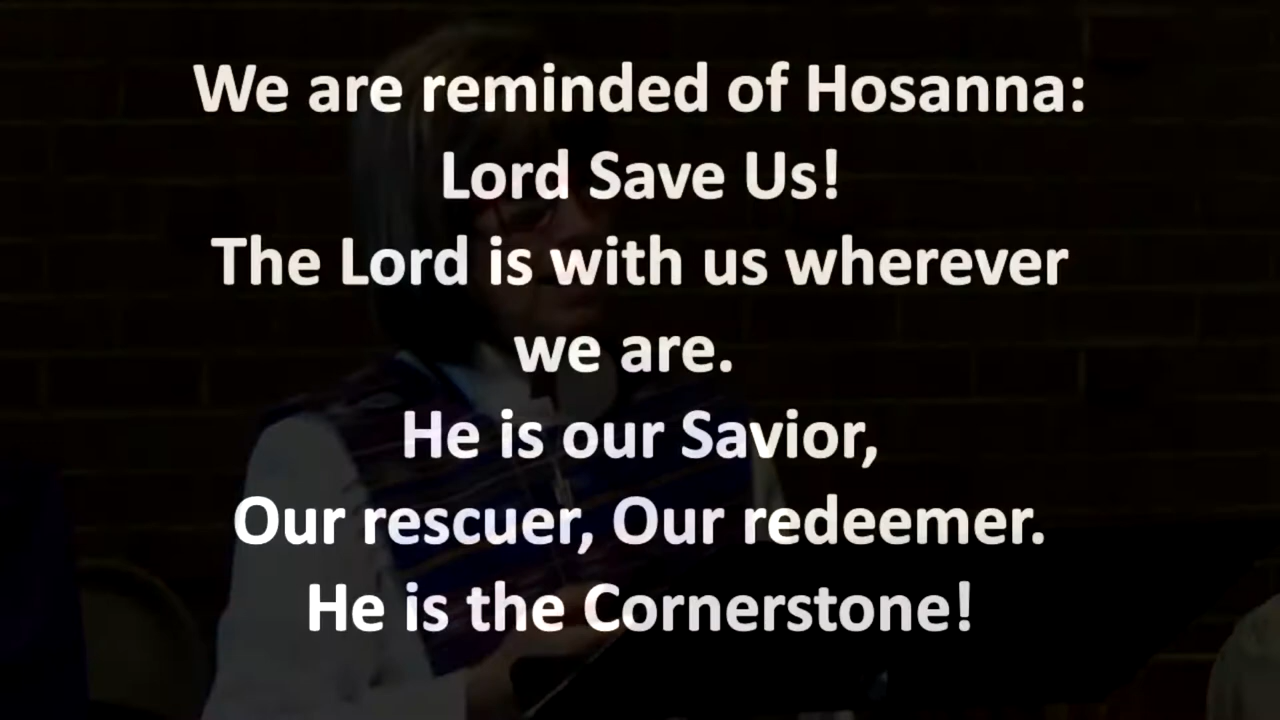 We are reminded of Hosanna:
Lord Save Us!
The Lord is with us wherever
we are.
He is our Savior,
Our rescuer, Our redeemer.
He is the Cornerstone!